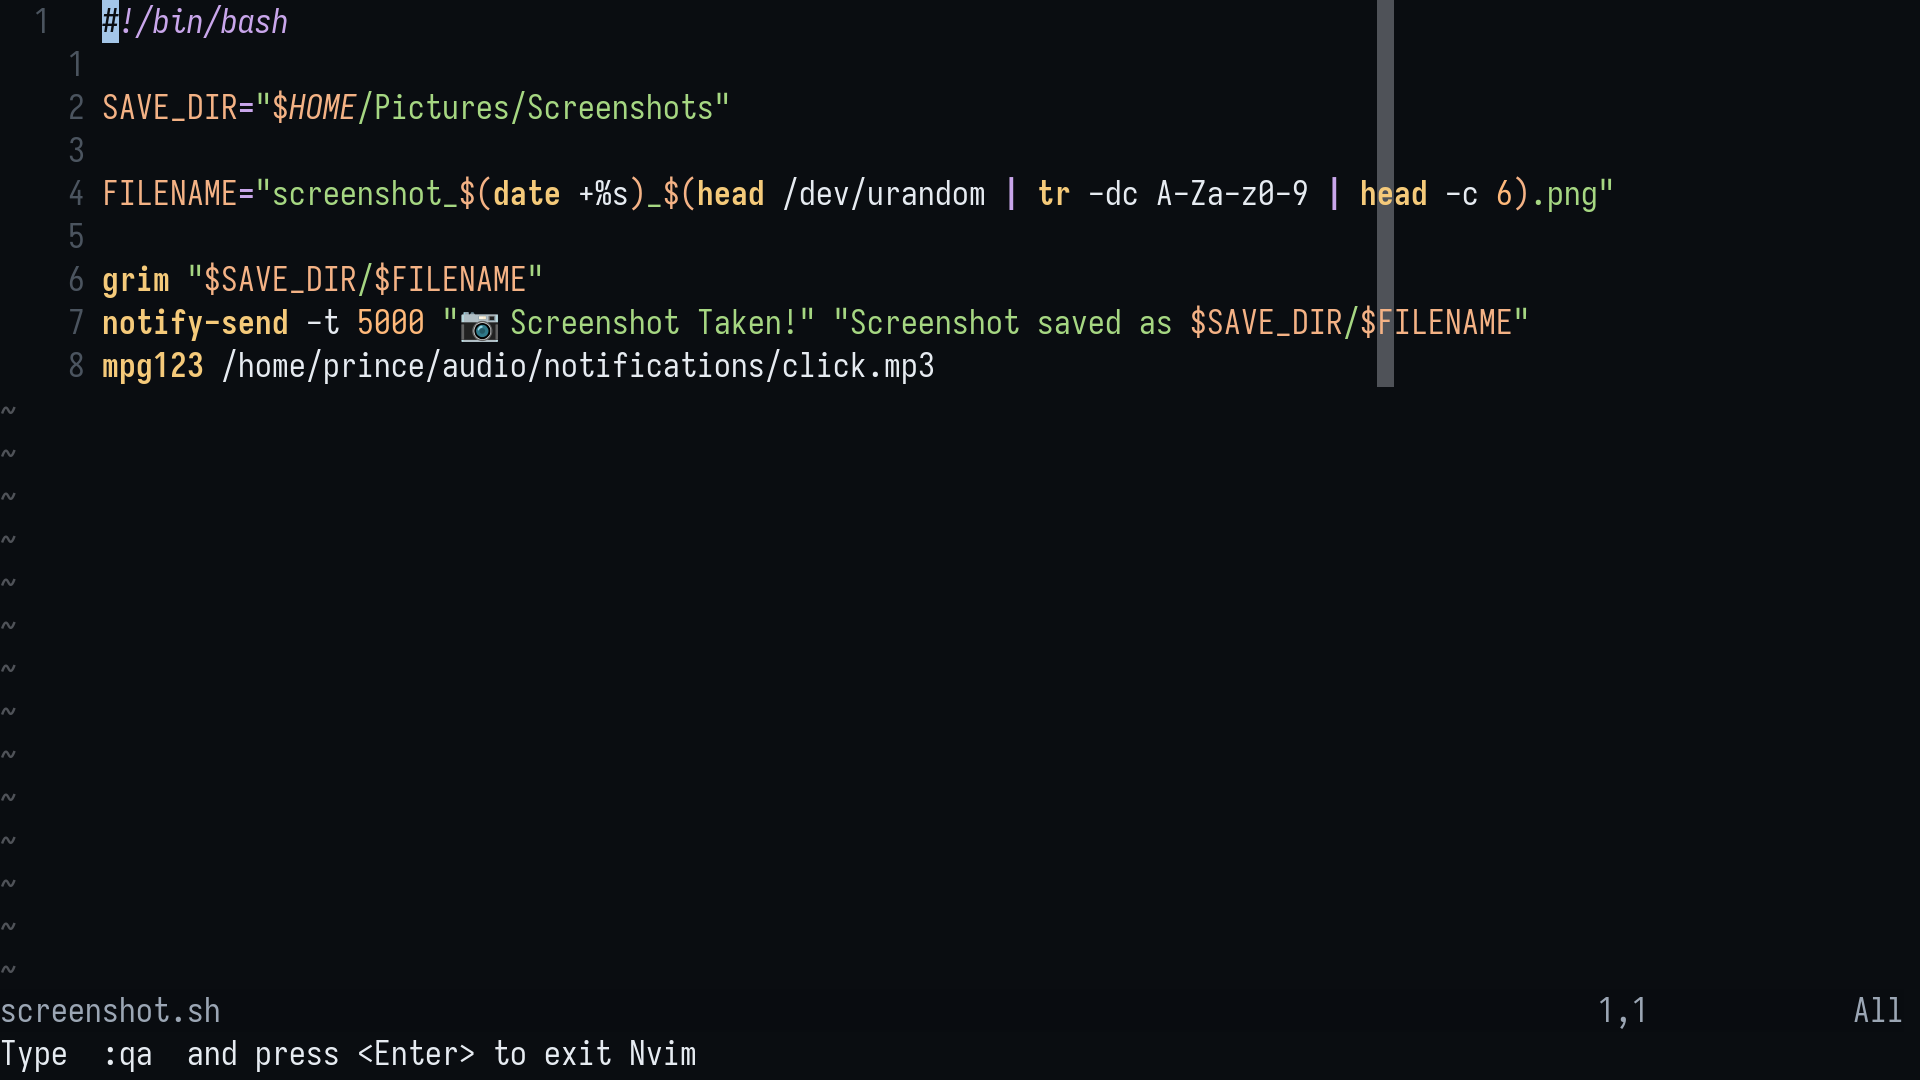 1 #!/bin/bash
1
2 SAVE_DIR="$HOME/Pictures/Screenshots"
3
4 FILENAME="screenshot_$(date +%s)_$(head /dev/urandom | tr -dc A-Za-z0-9 | head -c 6).png"
5
6 grim "$SAVE_DIR/$FILENAME"
7 notify-send -t 5000 "📷 Screenshot Taken!" "Screenshot saved as $SAVE_DIR/$FILENAME"
8 mpg123 /home/prince/audio/notifications/click.mp3
~
~
~
~
~
~
~
~
~
~
~
~
~
~
screenshot.sh 1,1 All
Type  :qa  and press <Enter> to exit Nvim